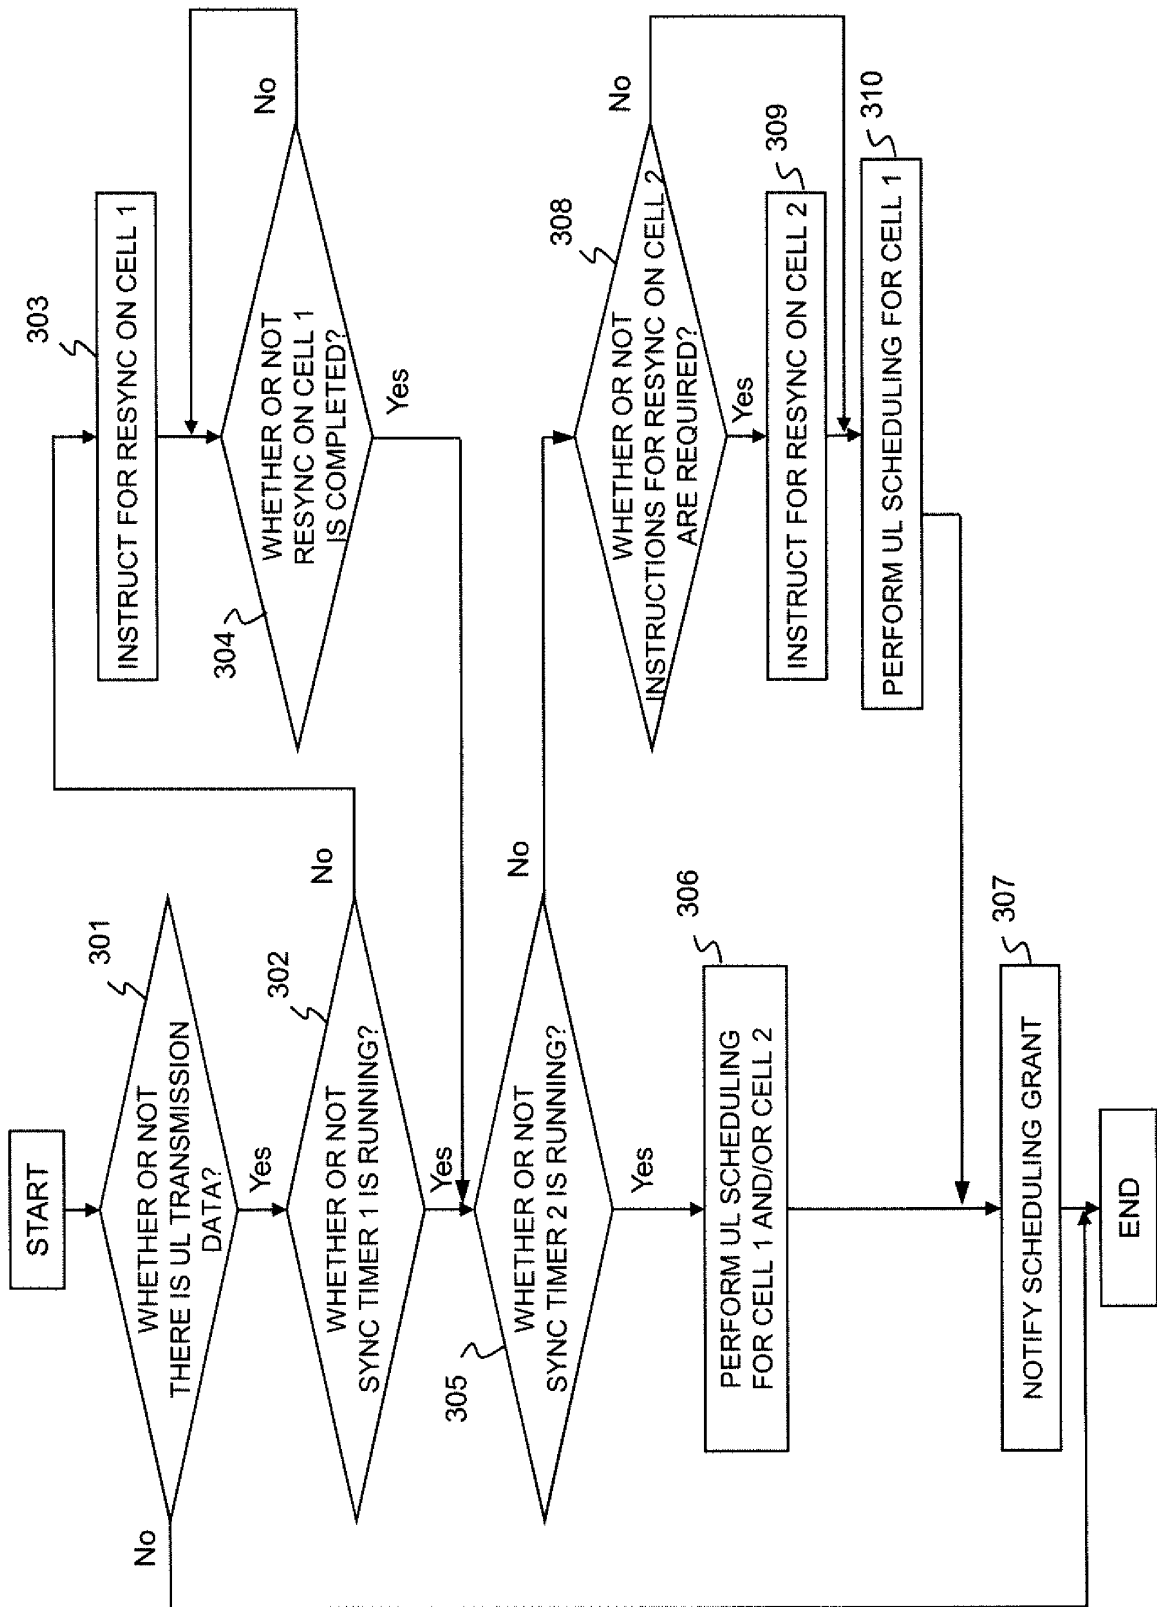 START
301
WHETHER OR NOT
THERE IS UL TRANSMISSION
DATA?
No
Yes
302
WHETHER OR NOT
SYNC TIMER 1 IS RUNNING?
No
Yes
303
INSTRUCT FOR RESYNC ON CELL 1
304
WHETHER OR NOT
RESYNC ON CELL 1
IS COMPLETED?
No
Yes
305
WHETHER OR NOT
SYNC TIMER 2 IS RUNNING?
No
Yes
306
PERFORM UL SCHEDULING
FOR CELL 1 AND/OR CELL 2
307
NOTIFY SCHEDULING GRANT
END
308
WHETHER OR NOT
INSTRUCTIONS FOR RESYNC ON CELL 2
ARE REQUIRED?
No
Yes
309
INSTRUCT FOR RESYNC ON CELL 2
310
PERFORM UL SCHEDULING FOR CELL 1